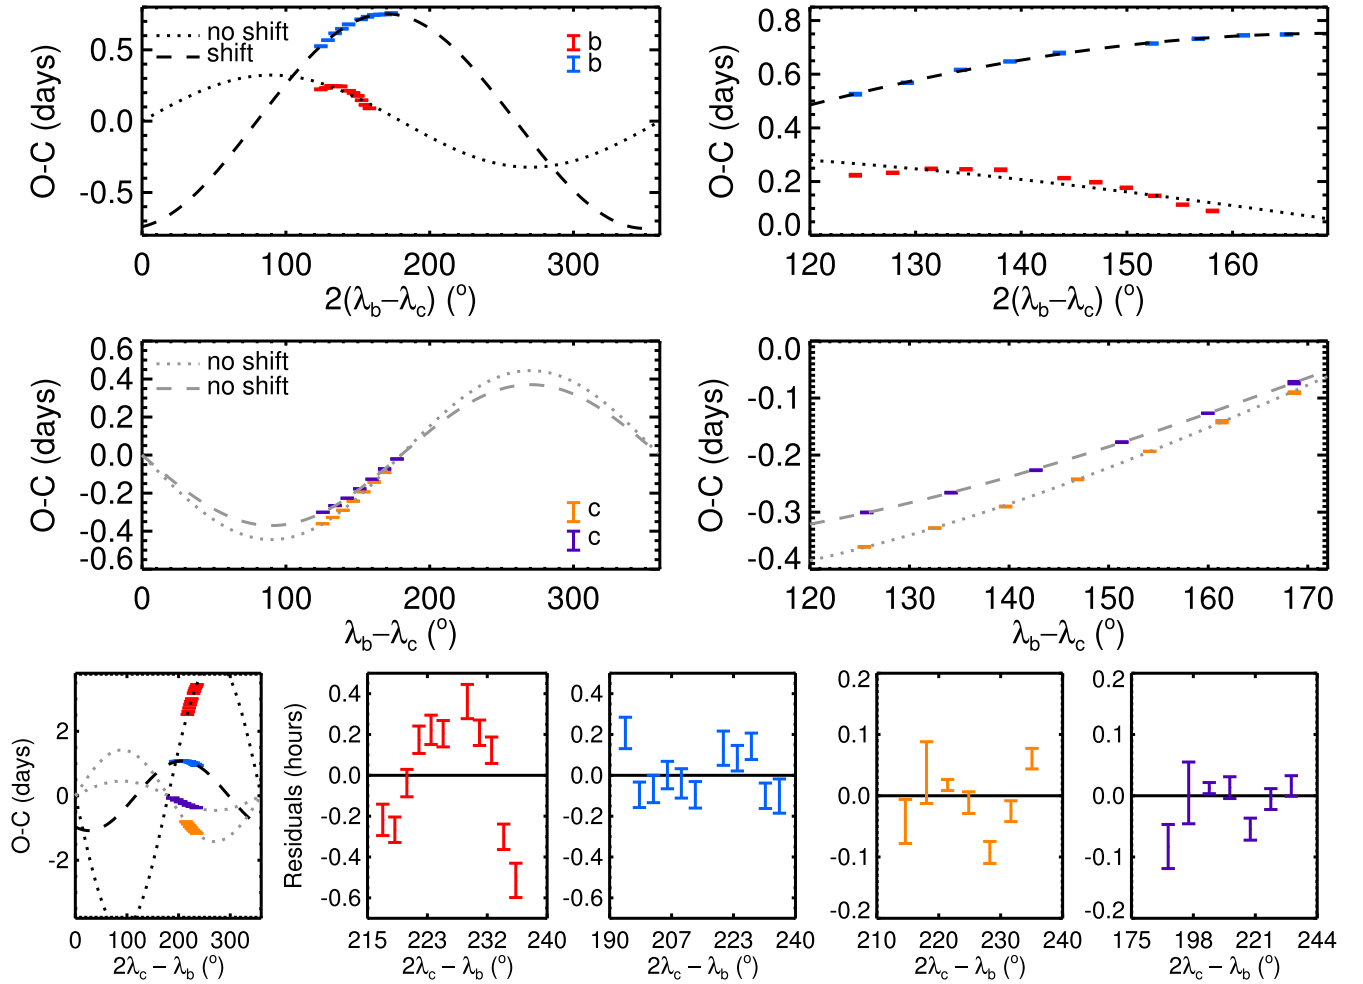 0.5
0.0
-0.5
O-C (days)
no shift
shift
b
b
0 100 200 300
2(λb−λc) (o)
0.8
0.6
0.4
0.2
0.0
O-C (days)
120 130 140 150 160
2(λb−λc) (o)
0.6
0.4
0.2
0.0
-0.2
-0.4
-0.6
O-C (days)
no shift
no shift
c
c
0 100 200 300
λb−λc (o)
0.0
-0.1
-0.2
-0.3
-0.4
O-C (days)
120 130 140 150 160 170
λb−λc (o)
2
0
-2
O-C (days)
0 100 200 300
2λc − λb (o)
0.4
0.2
0.0
-0.2
-0.4
-0.6
Residuals (hours)
215 223 232 240
2λc − λb (o)
0.4
0.2
0.0
-0.2
-0.4
-0.6
190 207 223 240
2λc − λb (o)
0.2
0.1
0.0
-0.1
-0.2
210 220 230 240
2λc − λb (o)
0.2
0.1
0.0
-0.1
-0.2
175 198 221 244
2λc − λb (o)